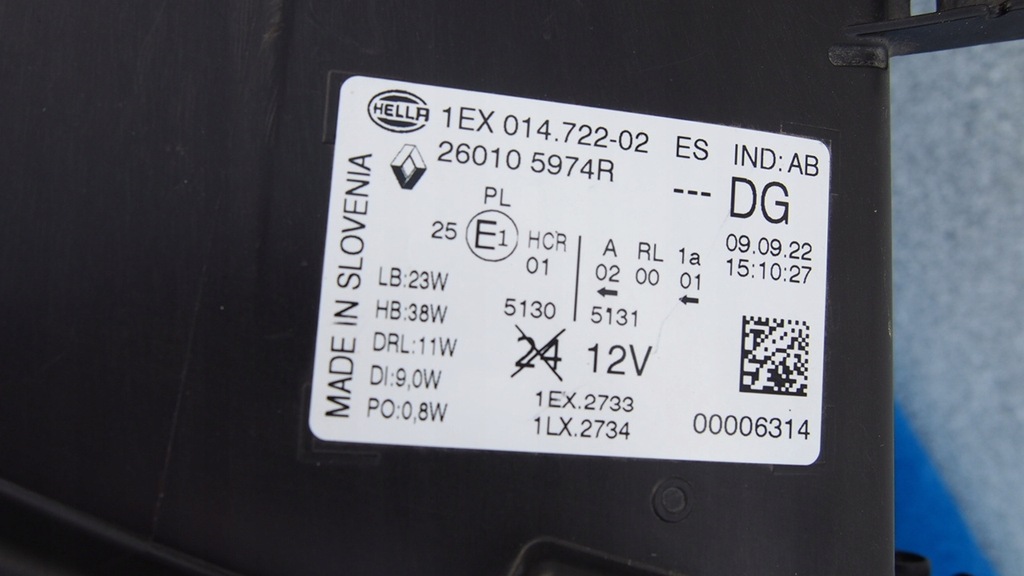 HELLA 1EX 014.722-02 ES IND: AB
26010 5974R --- DG
MADE IN SLOVENIA
PL
25 E1 HCR 01
A 02 RL 00 1a 01
09.09.22
15:10:27
LB:23W
HB:38W
DRL:11W
DI:9,0W
PO:0,8W
5130 5131
24 12V
1EX.2733
1LX.2734
00006314